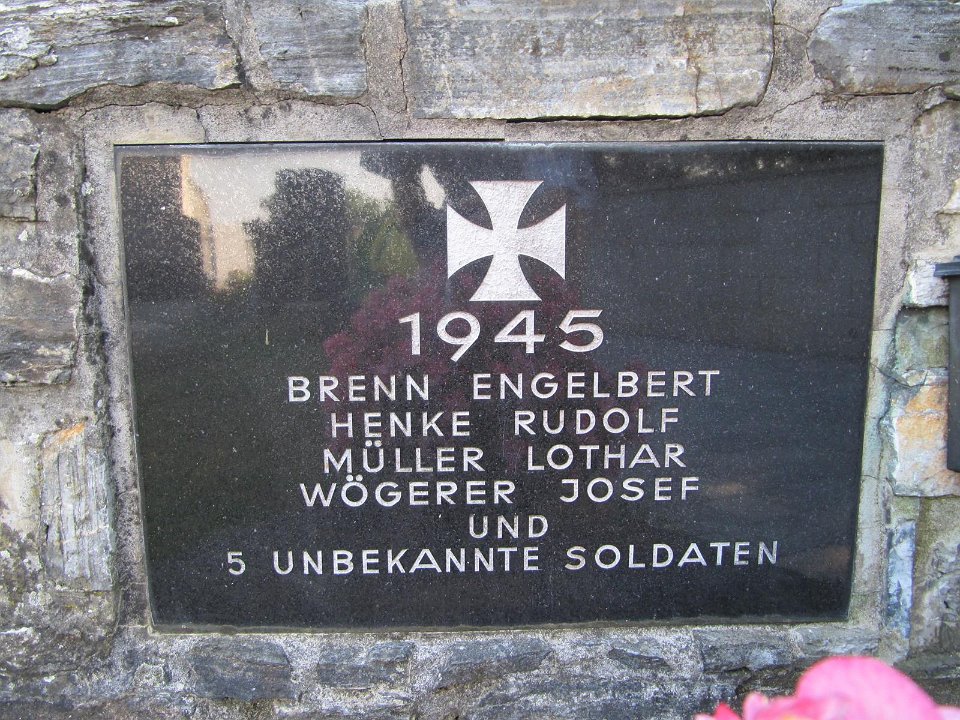 1945
BRENN ENGELBERT
HENKE RUDOLF
MÜLLER LOTHAR
WÖGERER JOSEF
UND
5 UNBEKANNTE SOLDATEN